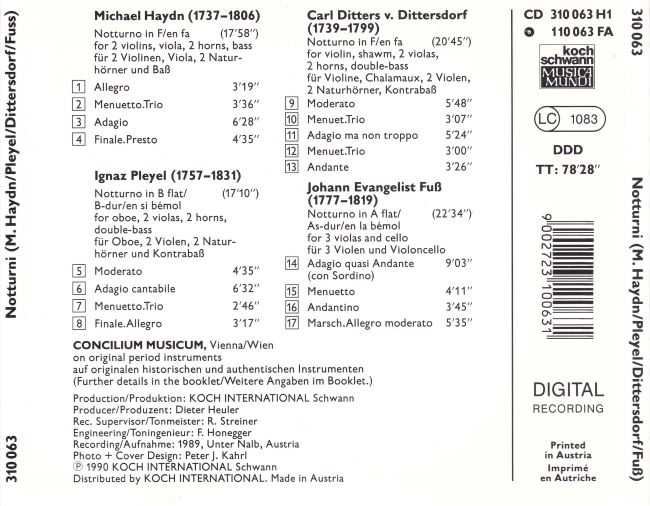 Notturni (M. Haydn/Pleyel/Dittersdorf/Fuss)
310 063
Michael Haydn (1737–1806)
Notturno in F/en fa (17'58")
for 2 violins, viola, 2 horns, bass
für 2 Violinen, Viola, 2 Natur-
hörner und Baß
1 Allegro 3'19"
2 Menuetto.Trio 3'36"
3 Adagio 6'28"
4 Finale.Presto 4'35"
Ignaz Pleyel (1757–1831)
Notturno in B flat/ (17'10")
B-dur/en si bémol
for oboe, 2 violas, 2 horns,
double-bass
für Oboe, 2 Violen, 2 Natur-
hörner und Kontrabaß
5 Moderato 4'35"
6 Adagio cantabile 6'32"
7 Menuetto.Trio 2'46"
8 Finale.Allegro 3'17"
Carl Ditters v. Dittersdorf
(1739–1799)
Notturno in F/en fa (20'45")
for violin, shawm, 2 violas,
2 horns, double-bass
für Violine, Chalamaux, 2 Violen,
2 Naturhörner, Kontrabaß
9 Moderato 5'48"
10 Menuet.Trio 3'07"
11 Adagio ma non troppo 5'24"
12 Menuet.Trio 3'00"
13 Andante 3'26"
Johann Evangelist Fuß
(1777–1819)
Notturno in A flat/ (22'34")
As-dur/en la bémol
for 3 violas and cello
für 3 Violen und Violoncello
14 Adagio quasi Andante 9'03"
(con Sordino)
15 Menuetto 4'11"
16 Andantino 3'45"
17 Marsch.Allegro moderato 5'35"
CONCILIUM MUSICUM, Vienna/Wien
on original period instruments
auf originalen historischen und authentischen Instrumenten
(Further details in the booklet/Weitere Angaben im Booklet.)
Production/Produktion: KOCH INTERNATIONAL Schwann
Producer/Produzent: Dieter Heuler
Rec. Supervisor/Tonmeister: R. Streiner
Engineering/Toningenieur: F. Honegger
Recording/Aufnahme: 1989, Unter Nalb, Austria
Photo + Cover Design: Peter J. Kahrl
℗ 1990 KOCH INTERNATIONAL Schwann
Distributed by KOCH INTERNATIONAL. Made in Austria
CD 310 063 H1
110 063 FA
koch
schwann
MUSICA
MUNDI
LC 1083
DDD
TT: 78'28"
9 002723 100631
DIGITAL
RECORDING
Printed
in Austria
Imprimé
en Autriche
310 063
Notturni (M. Haydn/Pleyel/Dittersdorf/Fuß)